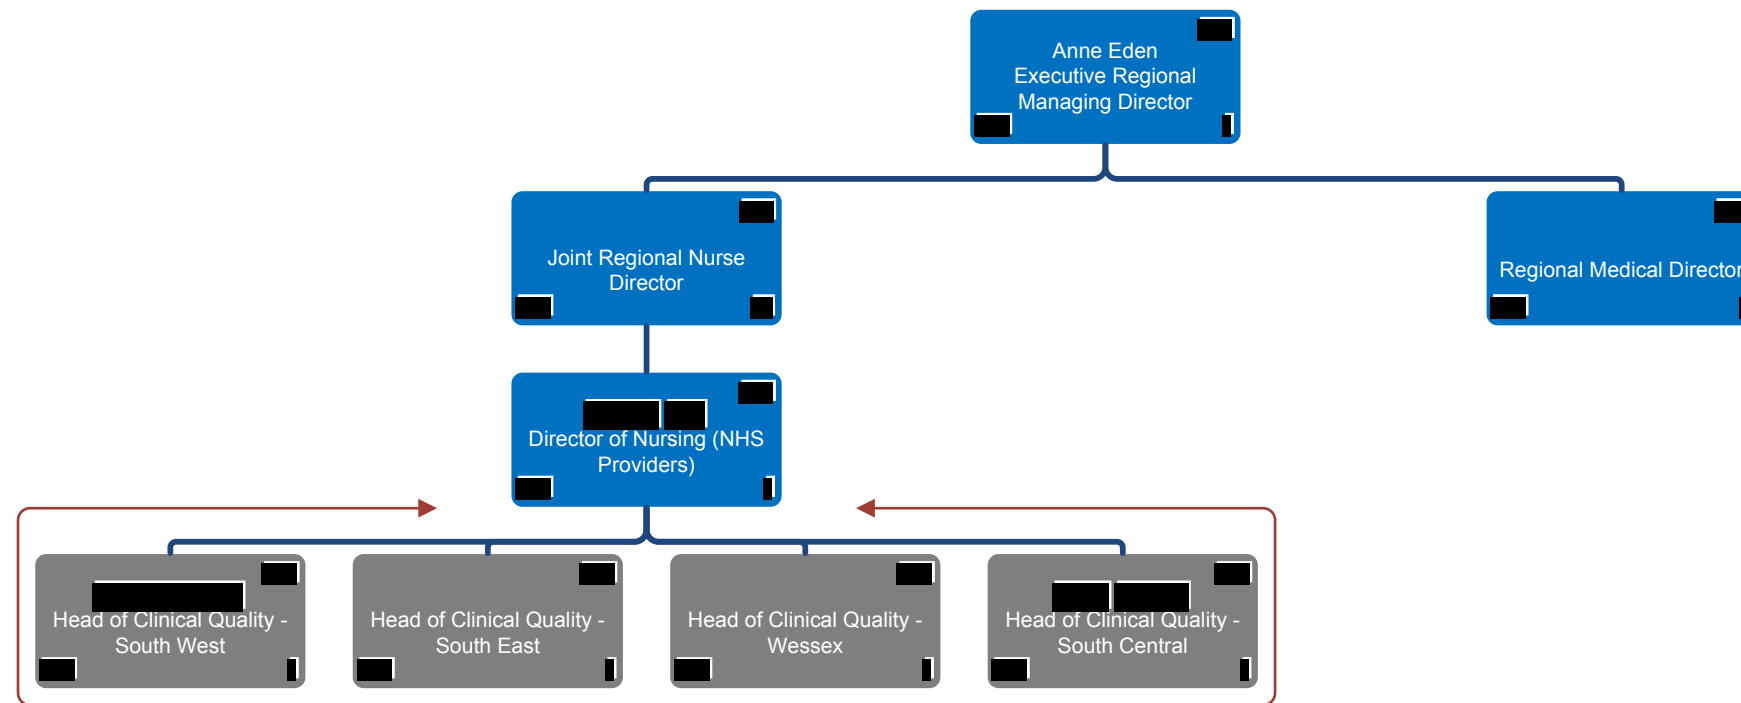 Anne Eden
Executive Regional
Managing Director
Joint Regional Nurse
Director
Regional Medical Director
Director of Nursing (NHS
Providers)
Head of Clinical Quality -
South West
Head of Clinical Quality -
South East
Head of Clinical Quality -
Wessex
Head of Clinical Quality -
South Central